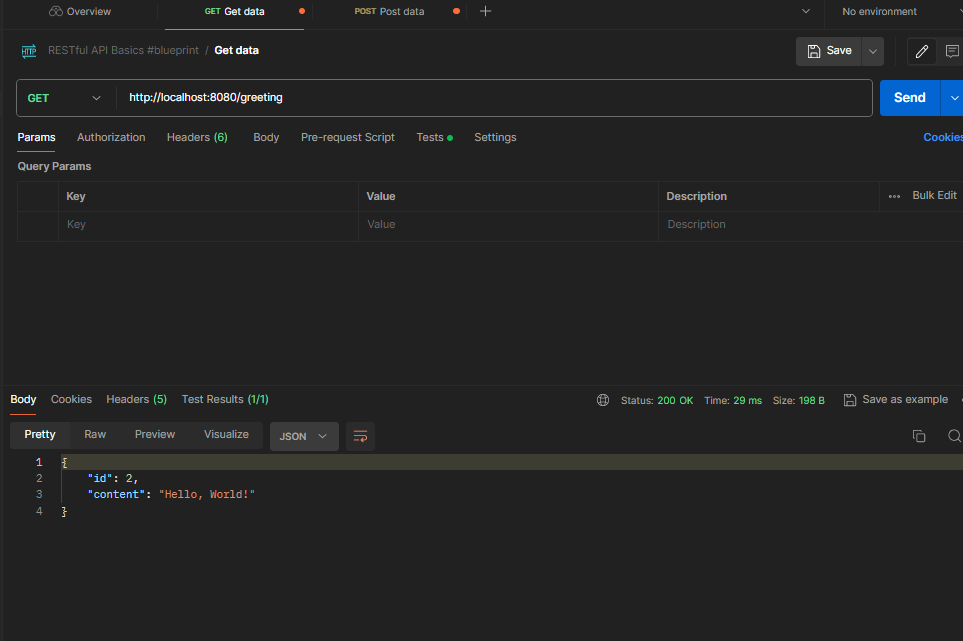 Overview GET Get data POST Post data No environment
HTTP RESTful API Basics #blueprint / Get data Save
GET http://localhost:8080/greeting Send
Params Authorization Headers (6) Body Pre-request Script Tests Settings Cookies
Query Params
Key Value Description Bulk Edit
Key Value Description
Body Cookies Headers (5) Test Results (1/1) Status: 200 OK Time: 29 ms Size: 198 B Save as example
Pretty Raw Preview Visualize JSON
1 {
2 "id": 2,
3 "content": "Hello, World!"
4 }